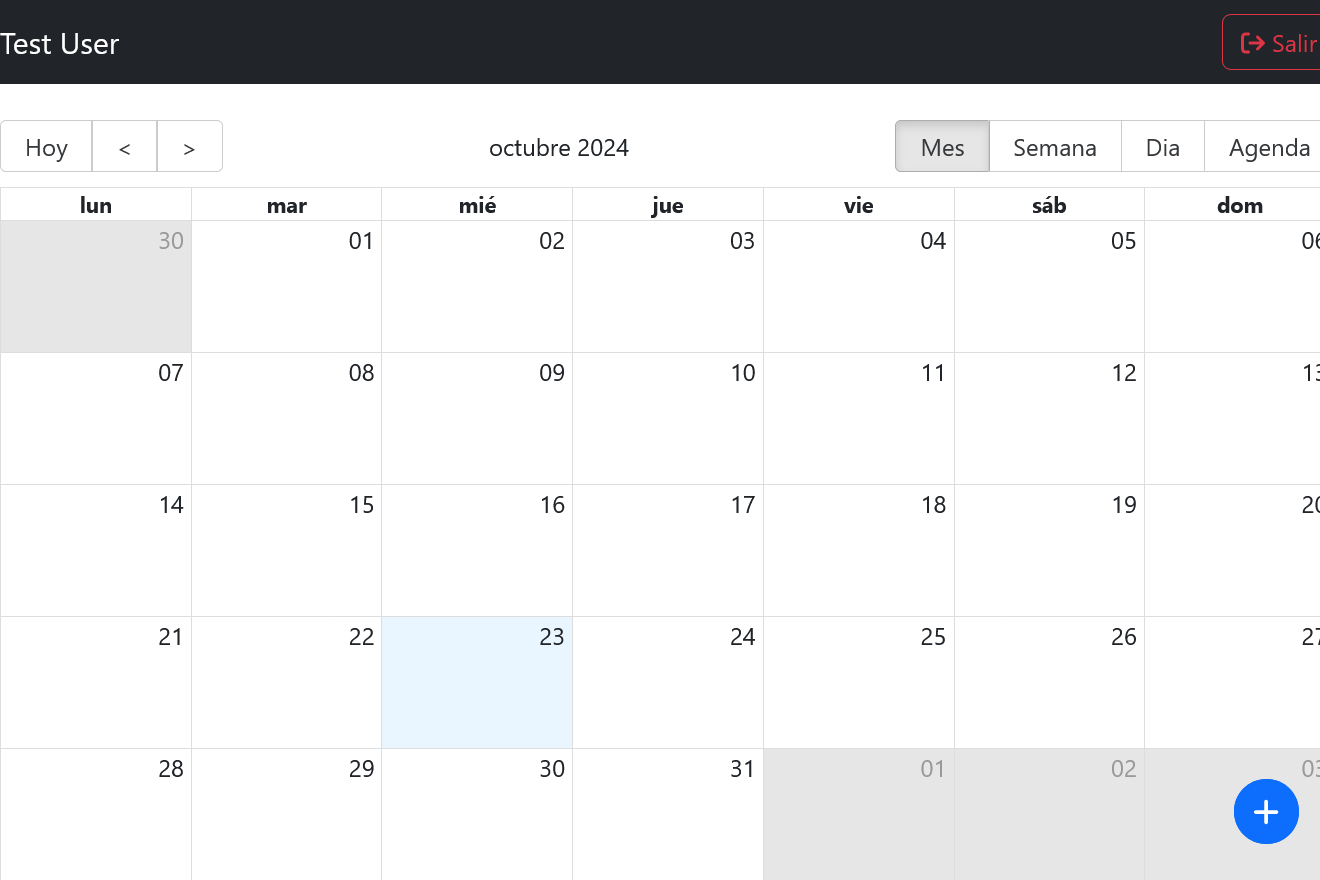 Test User Salir
Hoy < > octubre 2024 Mes Semana Dia Agenda
lun mar mié jue vie sáb dom
30 01 02 03 04 05 06
07 08 09 10 11 12 13
14 15 16 17 18 19 20
21 22 23 24 25 26 27
28 29 30 31 01 02 03